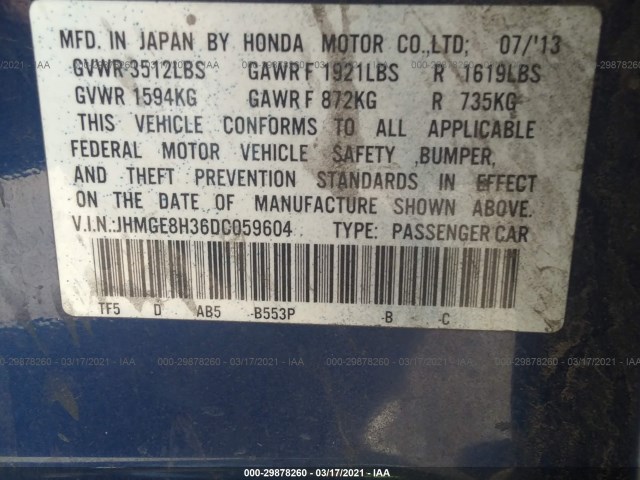 MFD. IN JAPAN BY HONDA MOTOR CO.,LTD; 07/'13
GVWR 3512LBS GAWR F 1921LBS R 1619LBS
GVWR 1594KG GAWR F 872KG R 735KG
THIS VEHICLE CONFORMS TO ALL APPLICABLE
FEDERAL MOTOR VEHICLE SAFETY ,BUMPER,
AND THEFT PREVENTION STANDARDS IN EFFECT
ON THE DATE OF MANUFACTURE SHOWN ABOVE.
V.I.N.:JHMGE8H36DC059604 TYPE: PASSENGER CAR
TF5 D AB5 -B553P -B -C
000-29878260 - 03/17/2021 - IAA